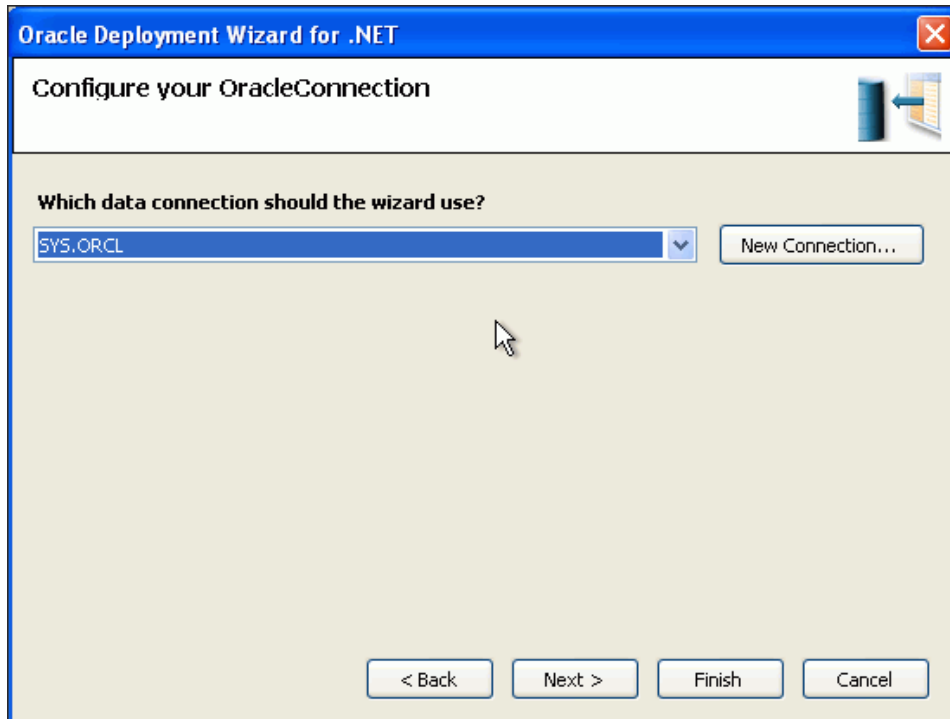 Oracle Deployment Wizard for .NET
Configure your OracleConnection
Which data connection should the wizard use?
SYS.ORCL
New Connection...
< Back
Next >
Finish
Cancel